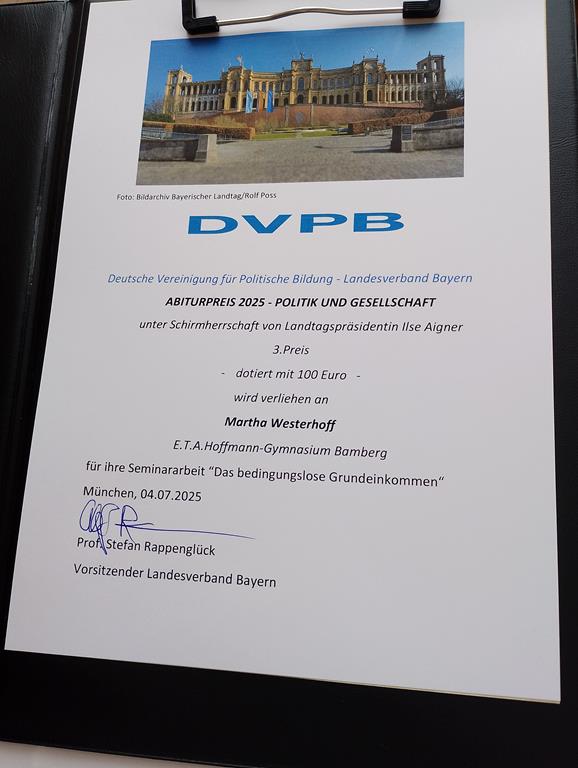 Foto: Bildarchiv Bayerischer Landtag/Rolf Poss
DVPB
Deutsche Vereinigung für Politische Bildung - Landesverband Bayern
ABITURPREIS 2025 - POLITIK UND GESELLSCHAFT
unter Schirmherrschaft von Landtagspräsidentin Ilse Aigner
3.Preis
- dotiert mit 100 Euro -
wird verliehen an
Martha Westerhoff
E.T.A.Hoffmann-Gymnasium Bamberg
für ihre Seminararbeit “Das bedingungslose Grundeinkommen“
München, 04.07.2025
Prof. Stefan Rappenglück
Vorsitzender Landesverband Bayern